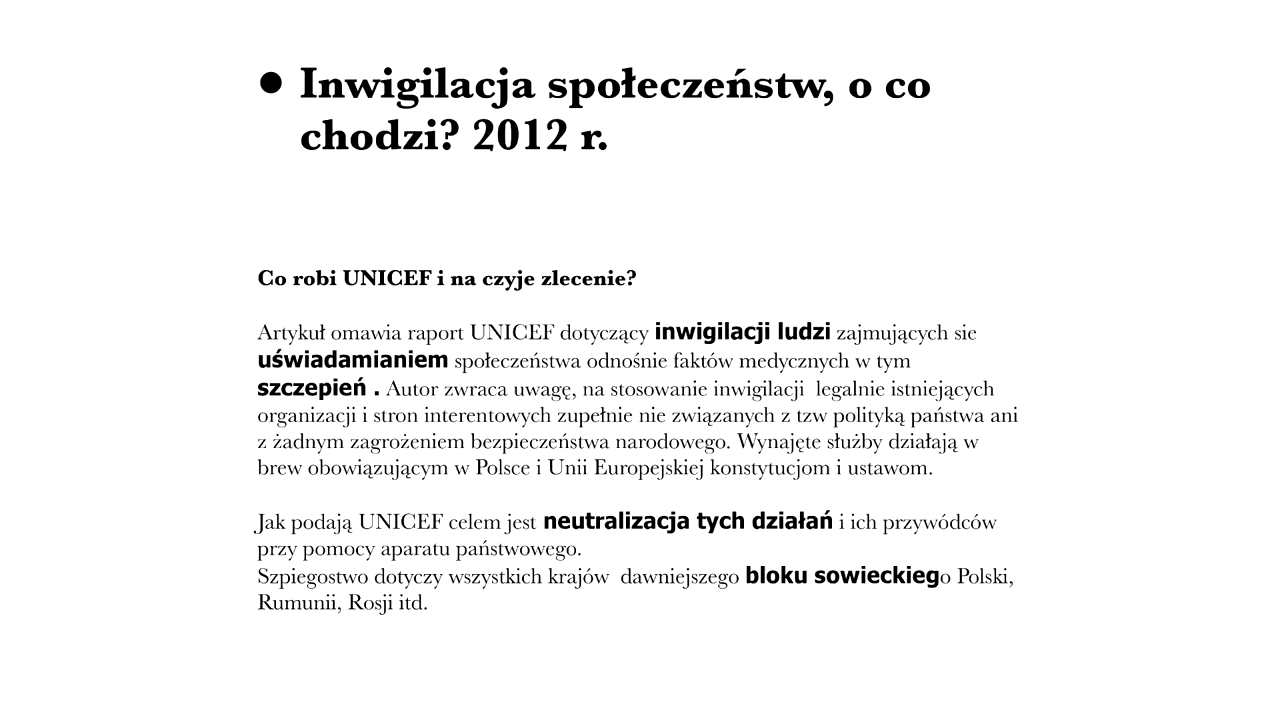 • Inwigilacja społeczeństw, o co
chodzi? 2012 r.
Co robi UNICEF i na czyje zlecenie?
Artykuł omawia raport UNICEF dotyczący inwigilacji ludzi zajmujących sie
uświadamianiem społeczeństwa odnośnie faktów medycznych w tym
szczepień . Autor zwraca uwagę, na stosowanie inwigilacji  legalnie istniejących
organizacji i stron interentowych zupełnie nie związanych z tzw polityką państwa ani
z żadnym zagrożeniem bezpieczeństwa narodowego. Wynajęte służby działają w
brew obowiązującym w Polsce i Unii Europejskiej konstytucjom i ustawom.
Jak podają UNICEF celem jest neutralizacja tych działań i ich przywódców
przy pomocy aparatu państwowego.
Szpiegostwo dotyczy wszystkich krajów  dawniejszego bloku sowieckiego Polski,
Rumunii, Rosji itd.